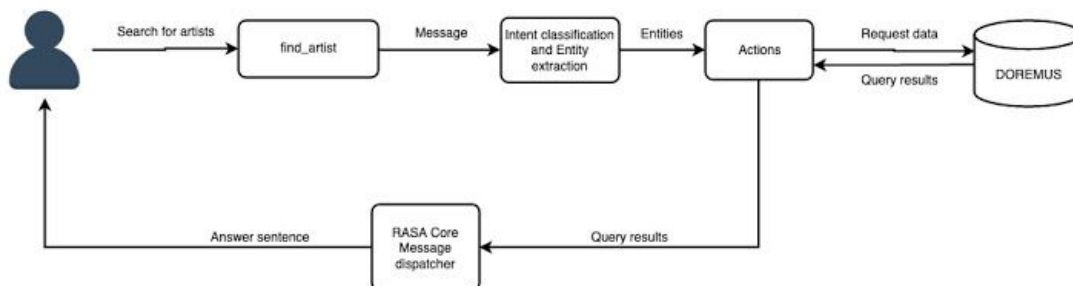 Search for artists
find_artist
Message
Intent classification
and Entity
extraction
Entities
Actions
Request data
Query results
DOREMUS
Answer sentence
RASA Core
Message
dispatcher
Query results